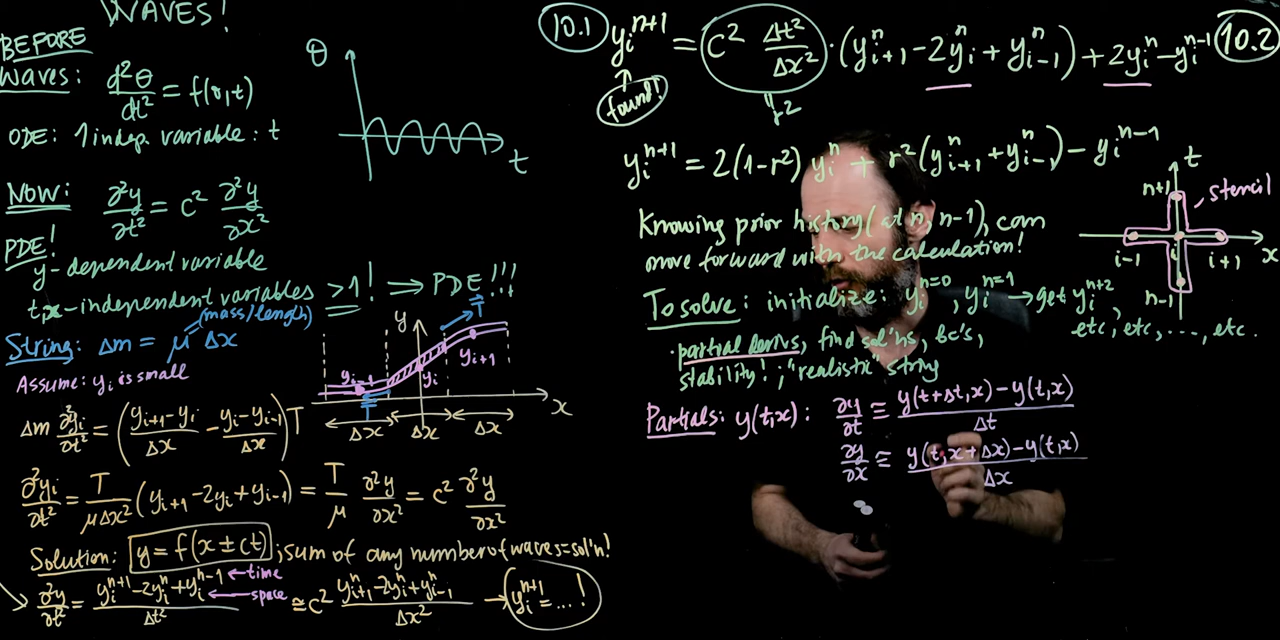 WAVES!
BEFORE
Waves: d²θ/dt² = f(θ,t)
ODE: 1 indep. variable: t
θ
t
NOW: ∂²y/∂t² = c² ∂²y/∂x²
PDE!
y-dependent variable
t,x-independent variables >1! ⟹ PDE!!!
(mass/length)
String: Δm = μ Δx
Assume: yᵢ is small
y
T
yᵢ₋₁
yᵢ
yᵢ₊₁
T
x
Δx Δx Δx
Δm ∂²yᵢ/∂t² = ((yᵢ₊₁-yᵢ)/Δx - (yᵢ-yᵢ₋₁)/Δx)T
∂²yᵢ/∂t² = T/(μΔx²) (yᵢ₊₁-2yᵢ+yᵢ₋₁) = T/μ ∂²y/∂x² = c² ∂²y/∂x²
Solution: y = f(x ± ct); sum of any number of waves = sol'n!
∂²y/∂t² = (yᵢⁿ⁺¹-2yᵢⁿ+yᵢⁿ⁻¹)/Δt² ≅ c² (yᵢ₊₁ⁿ-2yᵢⁿ+yᵢ₋₁ⁿ)/Δx² → yᵢⁿ⁺¹ = ...!
←time
←space
10.1 yᵢⁿ⁺¹ = c² Δt²/Δx² · (yᵢ₊₁ⁿ - 2yᵢⁿ + yᵢ₋₁ⁿ) + 2yᵢⁿ - yᵢⁿ⁻¹ 10.2
found!
"r²
yᵢⁿ⁺¹ = 2(1-r²) yᵢⁿ + r²(yᵢ₊₁ⁿ + yᵢ₋₁ⁿ) - yᵢⁿ⁻¹
t
n+1
stencil
i-1
i
i+1
x
n-1
Knowing prior history (at n, n-1), can
move forward with the calculation!
To solve: initialize: yᵢⁿ⁼⁰, yᵢⁿ⁼¹ → get yᵢⁿ⁺²,
etc, etc, ..., etc.
· partial derivs, find sol'ns, BC's,
stability!; "realistic" string
Partials: y(t,x): ∂y/∂t ≡ (y(t+Δt,x)-y(t,x))/Δt
∂y/∂x ≡ (y(t,x+Δx)-y(t,x))/Δx